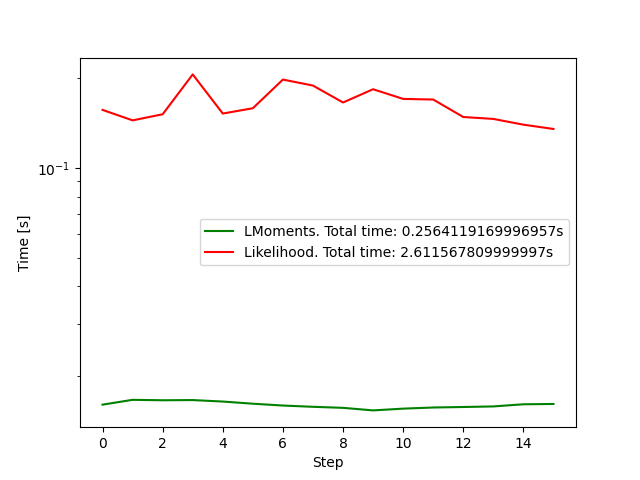 Time [s]
10⁻¹
LMoments. Total time: 0.2564119169996957s
Likelihood. Total time: 2.611567809999997s
0 2 4 6 8 10 12 14
Step